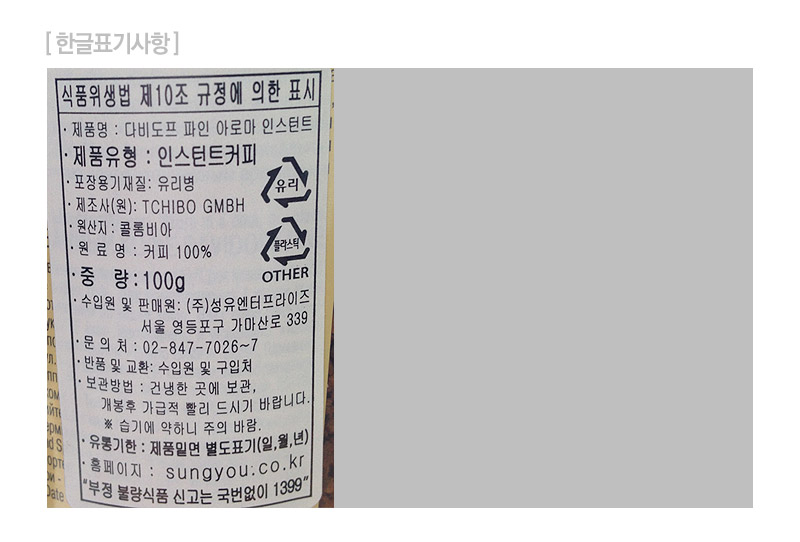 [ 한글표기사항 ]
식품위생법 제10조 규정에 의한 표시
· 제품명 : 다비도프 파인 아로마 인스턴트
· 제품유형 : 인스턴트커피
· 포장용기재질: 유리병
유리
· 제조사(원): TCHIBO GMBH
· 원산지: 콜롬비아
플라스틱
· 원 료 명 : 커피 100%
OTHER
· 중 량 : 100g
· 수입원 및 판매원: (주)성유엔터프라이즈
서울 영등포구 가마산로 339
· 문 의 처 : 02-847-7026~7
· 반품 및 교환: 수입원 및 구입처
· 보관방법 : 건냉한 곳에 보관,
개봉후 가급적 빨리 드시기 바랍니다.
※ 습기에 약하니 주의 바람.
· 유통기한 : 제품밑면 별도표기(일,월,년)
· 홈페이지 : sungyou.co.kr
"부정 불량식품 신고는 국번없이 1399"
Date